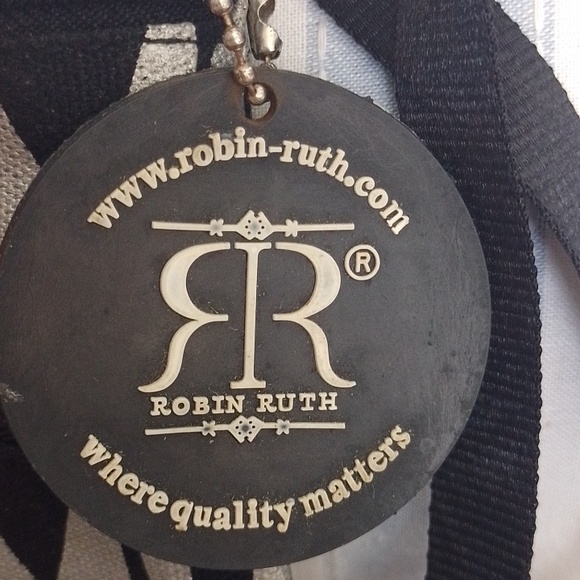 www.robin-ruth.com
RR®
ROBIN RUTH
Where quality matters